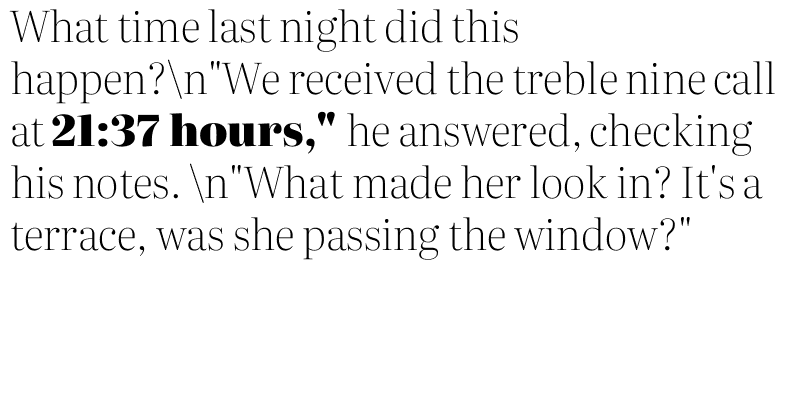 What time last night did this
happen?\n"We received the treble nine call
at 21:37 hours," he answered, checking
his notes. \n"What made her look in? It's a
terrace, was she passing the window?"